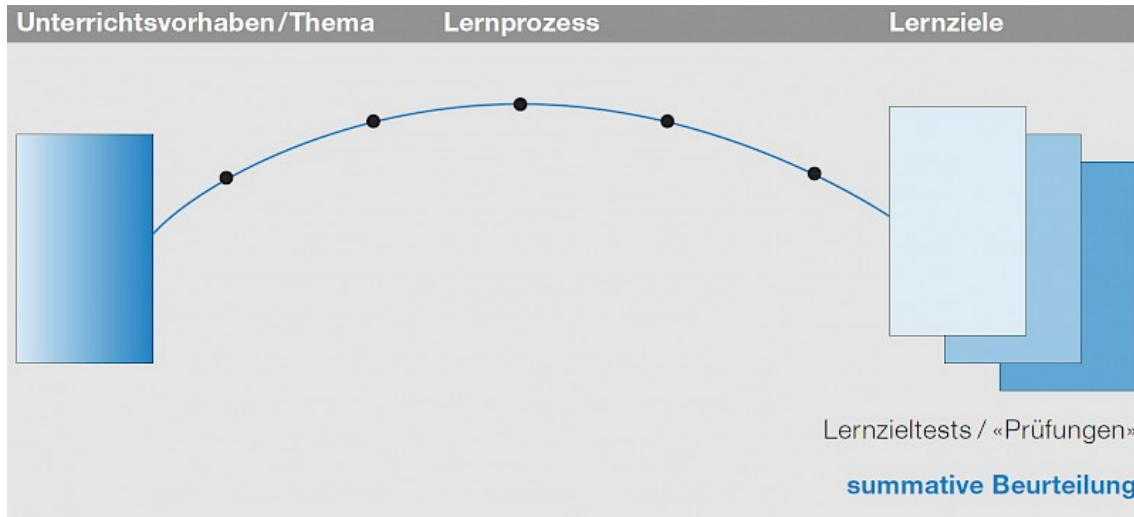 Unterrichtsvorhaben/Thema Lernprozess Lernziele
Lernzieltests / «Prüfungen»
summative Beurteilung